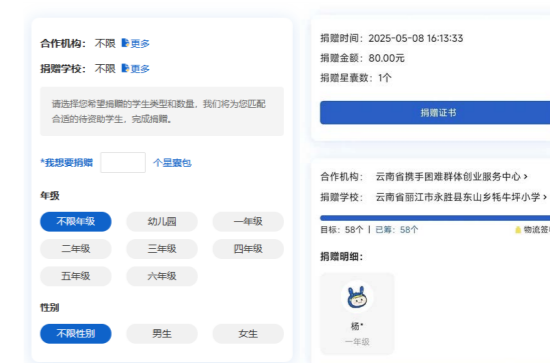 合作机构： 不限 更多
捐赠学校： 不限 更多
请选择您希望捐赠的学生类型和数量，我们将为您匹配
合适的待资助学生，完成捐赠。
*我想要捐赠 个星囊包
年级
不限年级 幼儿园 一年级
二年级 三年级 四年级
五年级 六年级
性别
不限性别 男生 女生
捐赠时间： 2025-05-08 16:13:33
捐赠金额： 80.00元
捐赠星囊数： 1个
捐赠证书
合作机构： 云南省携手困难群体创业服务中心 >
捐赠学校： 云南省丽江市永胜县东山乡牦牛坪小学 >
目标：58个 | 已筹：58个 物流签
捐赠明细：
杨*
一年级